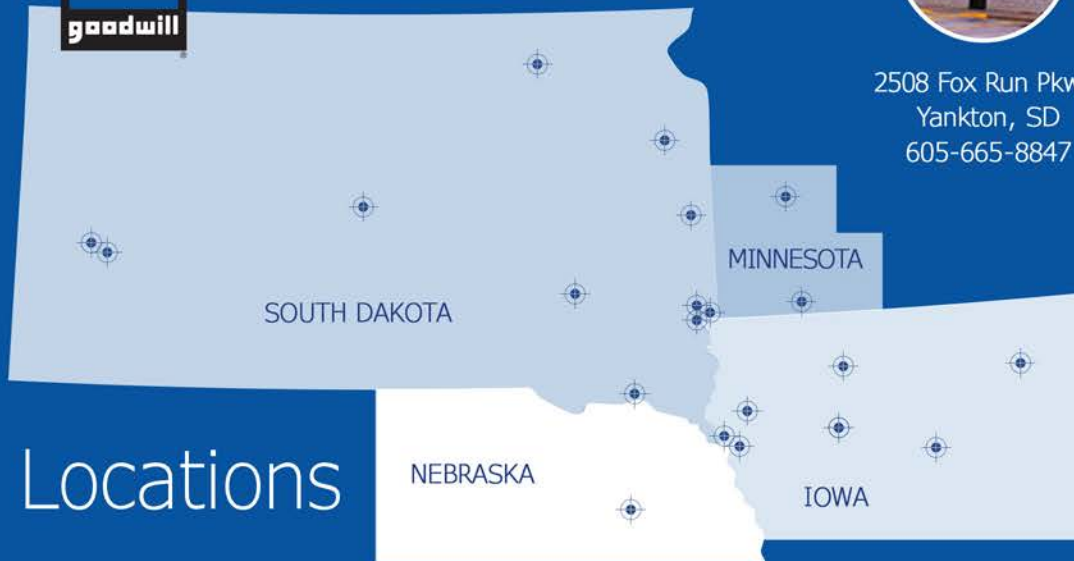 goodwill
®
2508 Fox Run Pkw
Yankton, SD
605-665-8847
MINNESOTA
SOUTH DAKOTA
Locations
NEBRASKA
IOWA